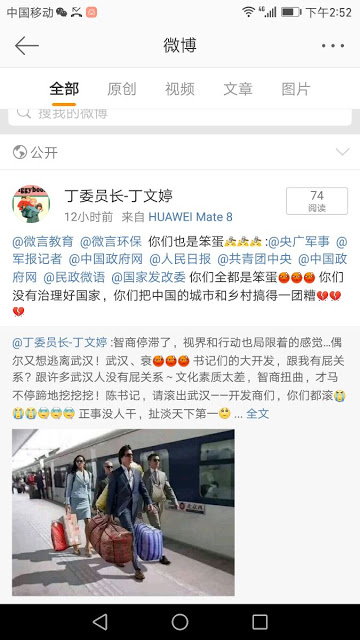 中国移动 4G 下午2:52
微博
全部 原创 视频 文章 图片
搜我的微博
公开
丁委员长-丁文婷
12小时前 来自 HUAWEI Mate 8
74
阅读
@微言教育 @微言环保 你们也是笨蛋:@央广军事 @
军报记者 @中国政府网 @人民日报 @共青团中央 @中国政
府网 @民政微语 @国家发改委 你们全都是笨蛋 你们
没有治理好国家，你们把中国的城市和乡村搞得一团糟
@丁委员长-丁文婷 :智商停滞了，视界和行动也局限着的感觉…偶
尔又想逃离武汉！武汉、衰 书记们的大开发，跟我有屁关
系？跟许多武汉人没有屁关系～文化素质太差，智商扭曲，才马
不停蹄地挖挖挖！陈书记，请滚出武汉一一开发商们，你们都滚
正事没人干，扯淡天下第一 ... 全文